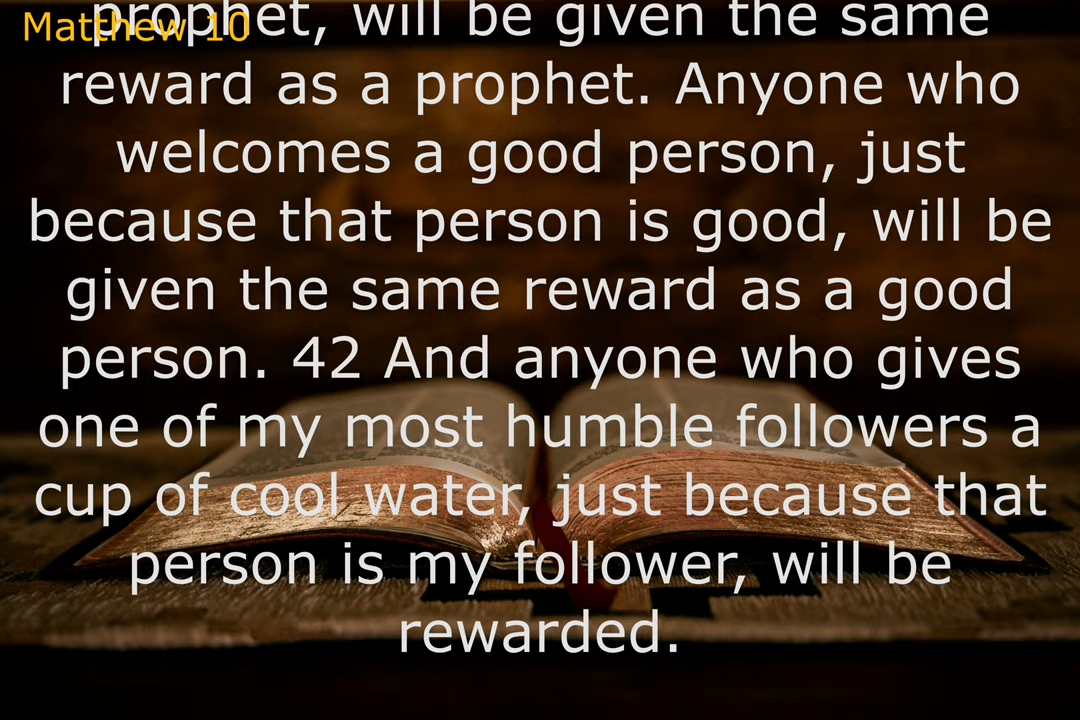 Matthew 10
prophet, will be given the same
reward as a prophet. Anyone who
welcomes a good person, just
because that person is good, will be
given the same reward as a good
person. 42 And anyone who gives
one of my most humble followers a
cup of cool water, just because that
person is my follower, will be
rewarded.